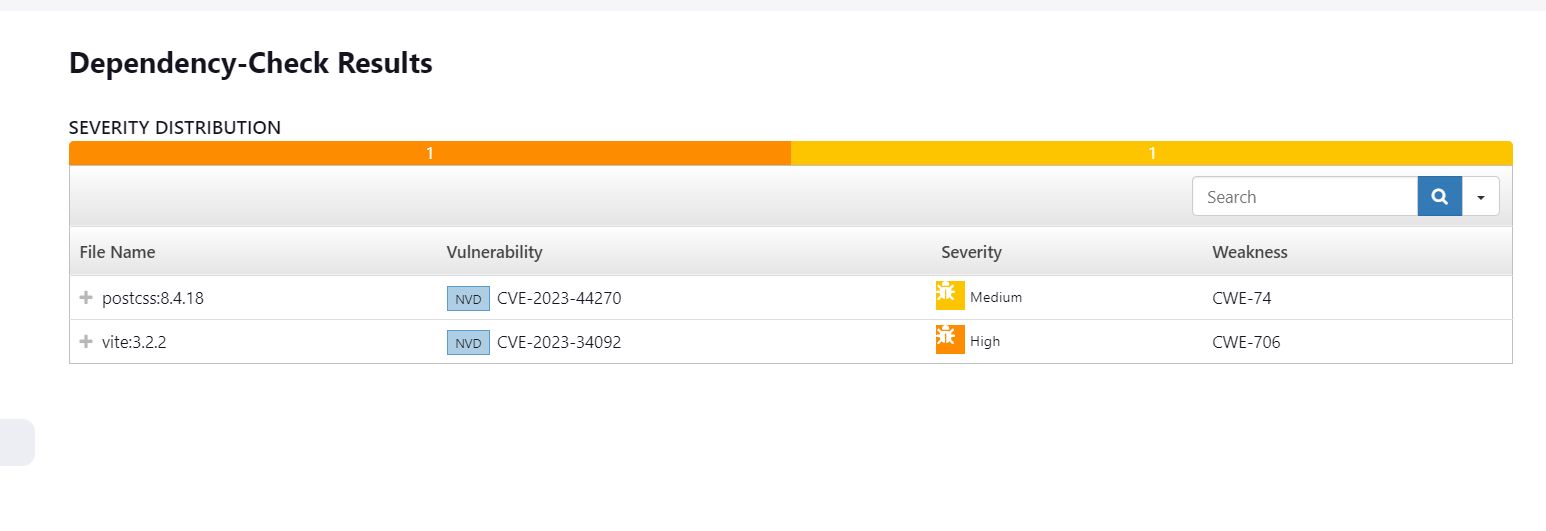 Dependency-Check Results
SEVERITY DISTRIBUTION
1 1
Search
File Name Vulnerability Severity Weakness
postcss:8.4.18 NVD CVE-2023-44270 Medium CWE-74
vite:3.2.2 NVD CVE-2023-34092 High CWE-706